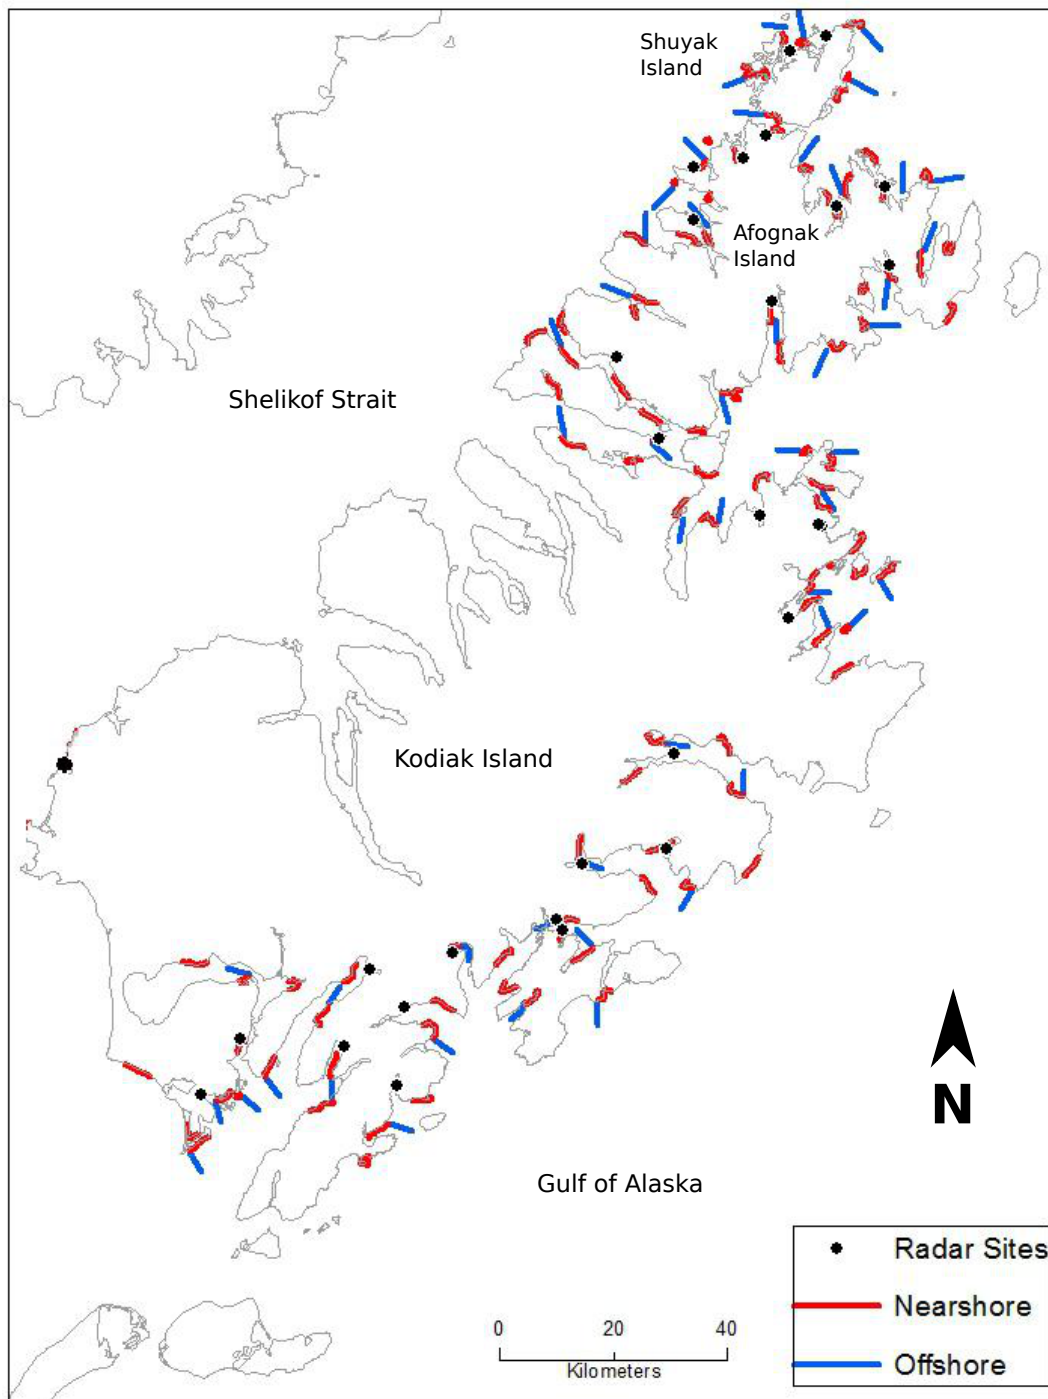 Shuyak
Island
Afognak
Island
Shelikof Strait
Kodiak Island
N
Gulf of Alaska
Radar Sites
Nearshore
Offshore
0 20 40
Kilometers